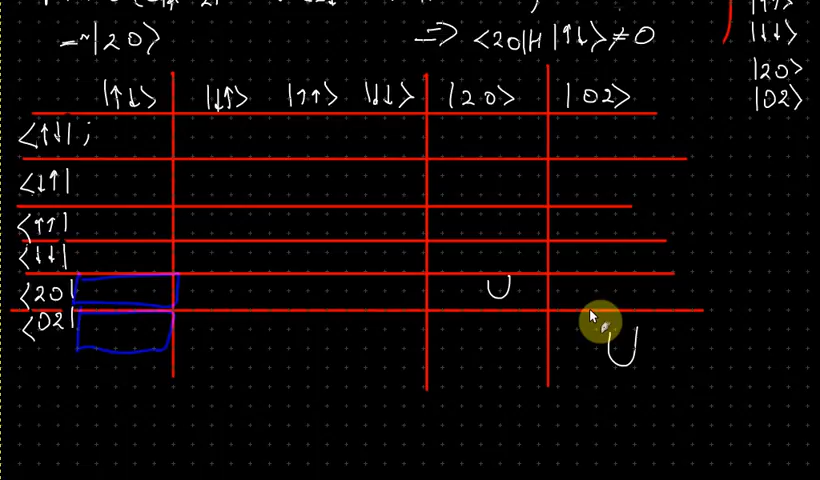 =~|20⟩ => ⟨20|H|↑↓⟩≠0
|↑↑⟩
|↓↓⟩
|20⟩
|02⟩
|↑↓⟩ |↓↑⟩ |↑↑⟩ |↓↓⟩ |20⟩ |02⟩
⟨↑↓| ;
⟨↓↑|
⟨↑↑|
⟨↓↓|
⟨20| U
⟨02| U